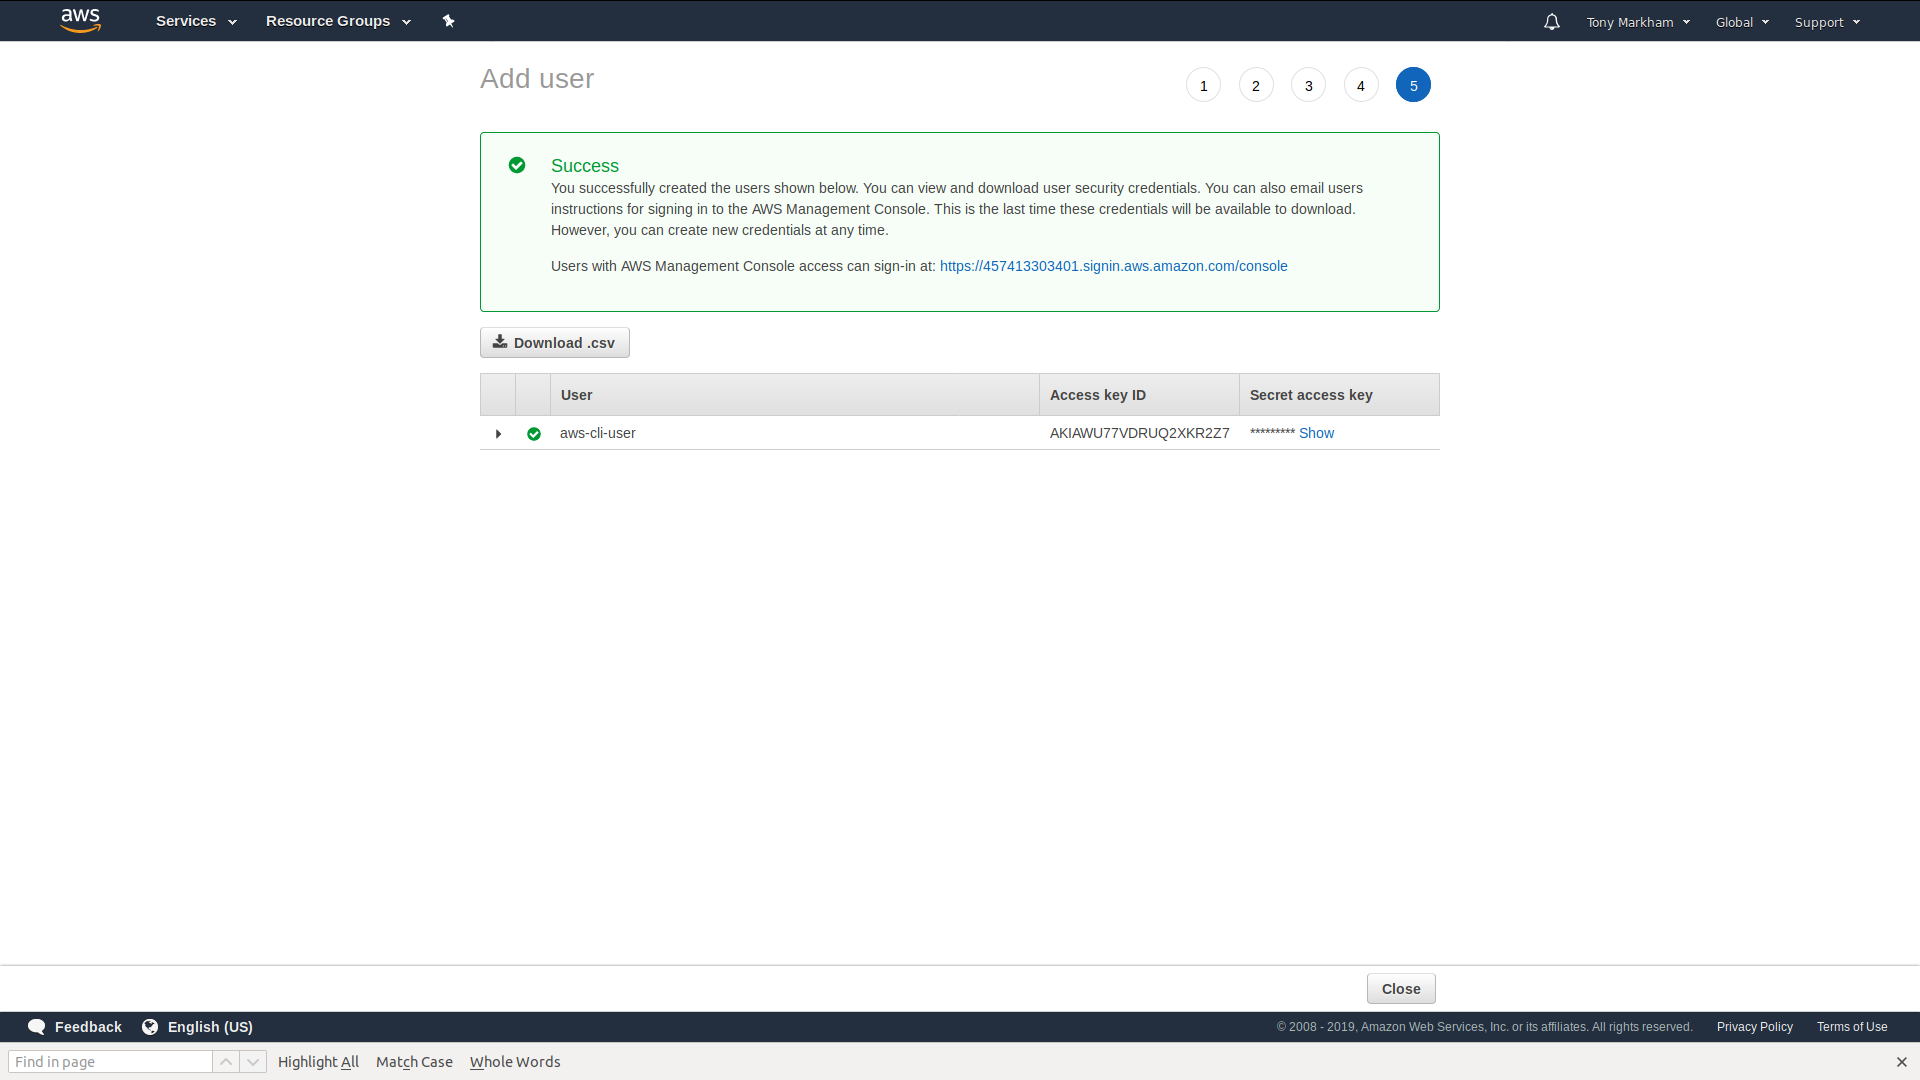 aws Services Resource Groups Tony Markham Global Support
Add user 1 2 3 4 5
Success
You successfully created the users shown below. You can view and download user security credentials. You can also email users
instructions for signing in to the AWS Management Console. This is the last time these credentials will be available to download.
However, you can create new credentials at any time.
Users with AWS Management Console access can sign-in at: https://457413303401.signin.aws.amazon.com/console
Download .csv
User Access key ID Secret access key
aws-cli-user AKIAWU77VDRUQ2XKR2Z7 ********* Show
Close
Feedback English (US) © 2008 - 2019, Amazon Web Services, Inc. or its affiliates. All rights reserved. Privacy Policy Terms of Use
Find in page Highlight All Match Case Whole Words